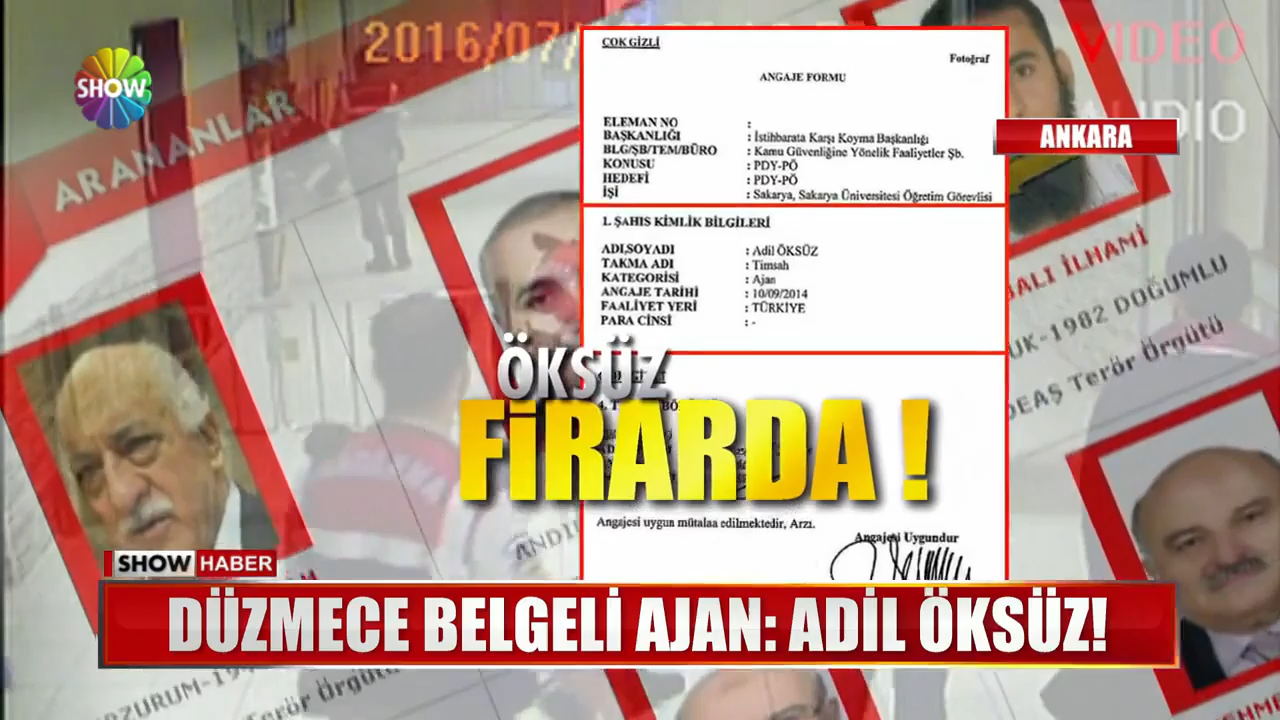 SHOW
2016/07/
VIDEO
AUDIO
ARAMANLAR
ANKARA
ÇOK GİZLİ
Fotoğraf
ANGAJE FORMU
ELEMAN NO :
BAŞKANLIĞI : İstihbarata Karşı Koyma Başkanlığı
BLG/ŞB/TEM/BÜRO : Kamu Güvenliğine Yönelik Faaliyetler Şb.
KONUSU : PDY-PÖ
HEDEFİ : PDY-PÖ
İŞİ : Sakarya, Sakarya Üniversitesi Öğretim Görevlisi
1. ŞAHIS KİMLİK BİLGİLERİ
ADI,SOYADI : Adil ÖKSÜZ
TAKMA ADI : Timsah
KATEGORİSİ : Ajan
ANGAJE TARİHİ : 10/09/2014
FAALİYET YERİ : TÜRKİYE
PARA CİNSİ : -
BALI İLHAMİ
UK-1982 DOĞUMLU
DEAŞ Terör Örgütü
ÖKSÜZ
FİRARDA !
Angajesi uygun mütalaa edilmektedir, Arzı.
Angajesi Uygundur
SHOW HABER
DÜZMECE BELGELİ AJAN: ADİL ÖKSÜZ!
ZURUM-19
Terör Örgütü